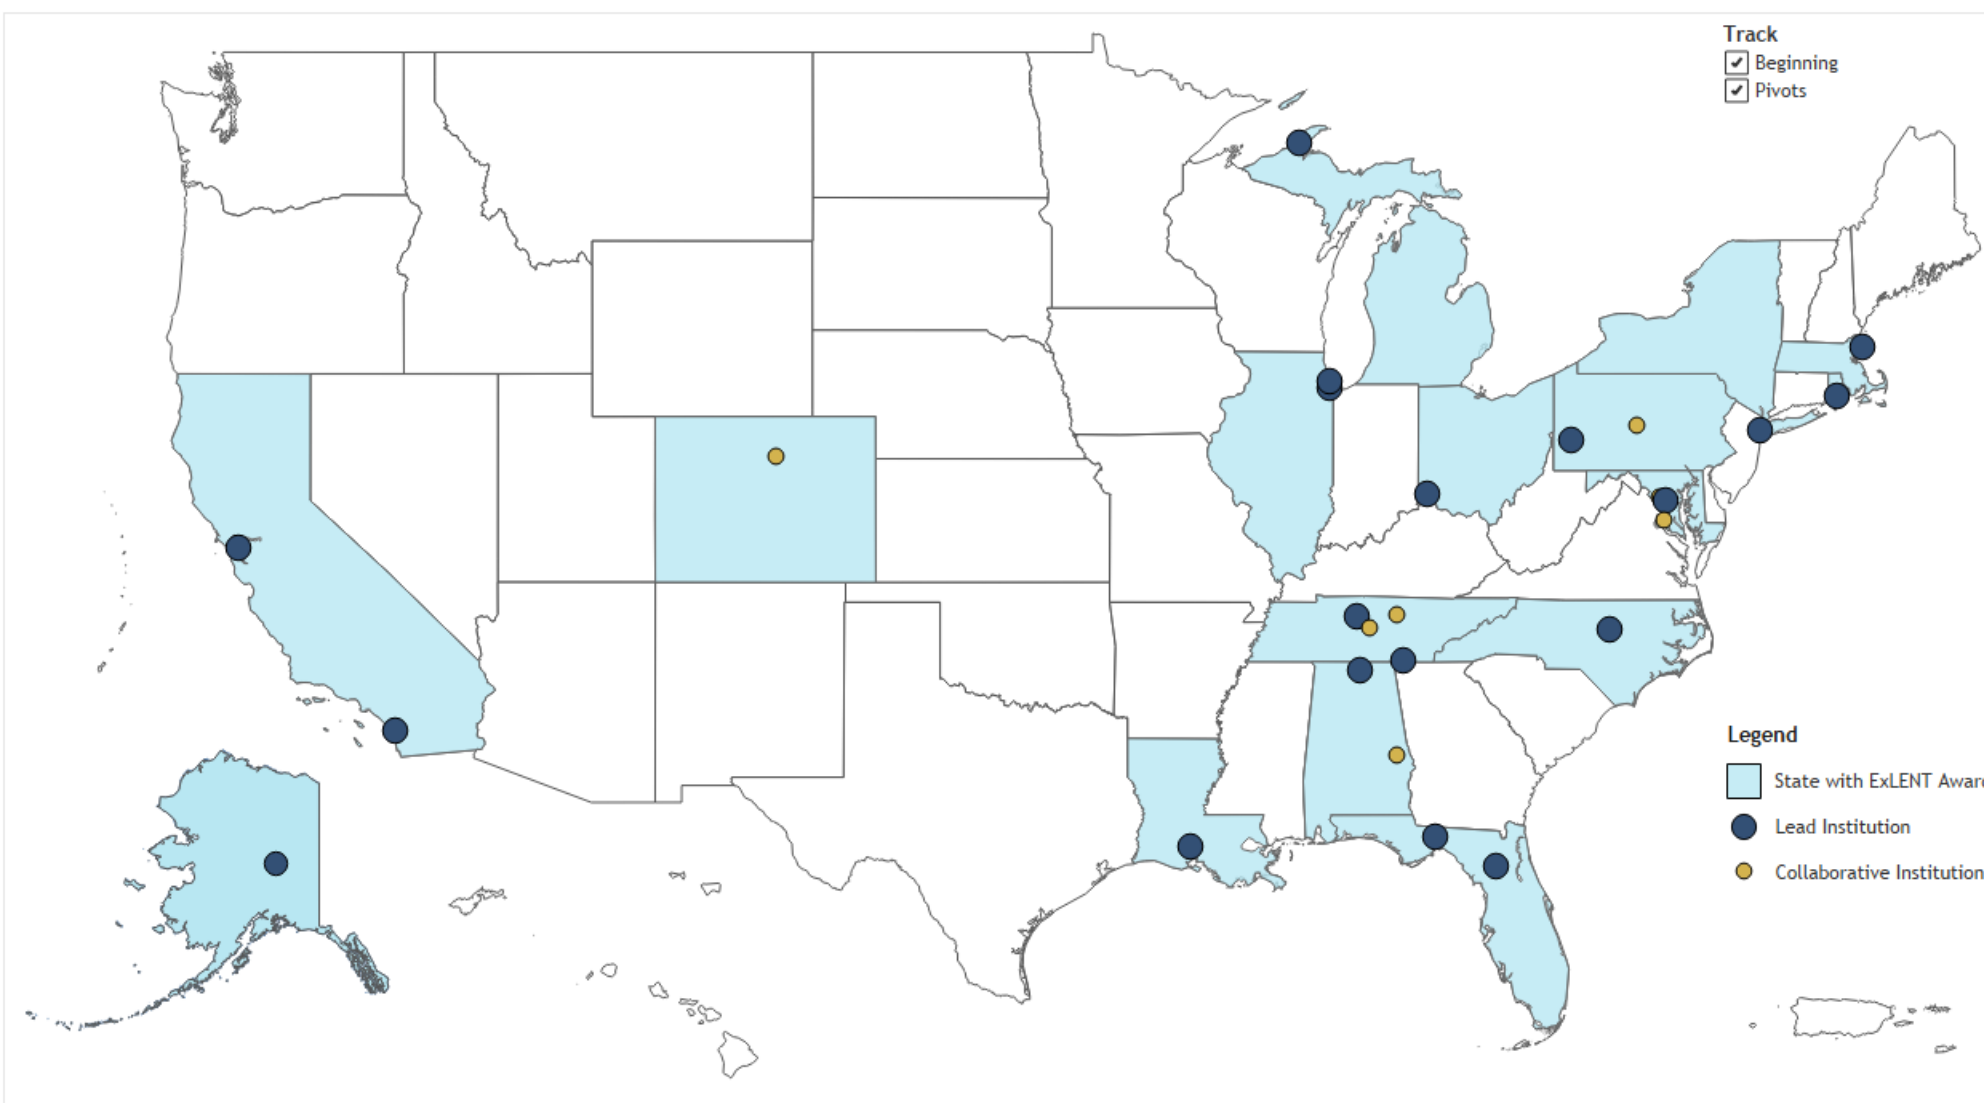 Track
Beginning
Pivots
Legend
State with ExLENT Awar
Lead Institution
Collaborative Institution